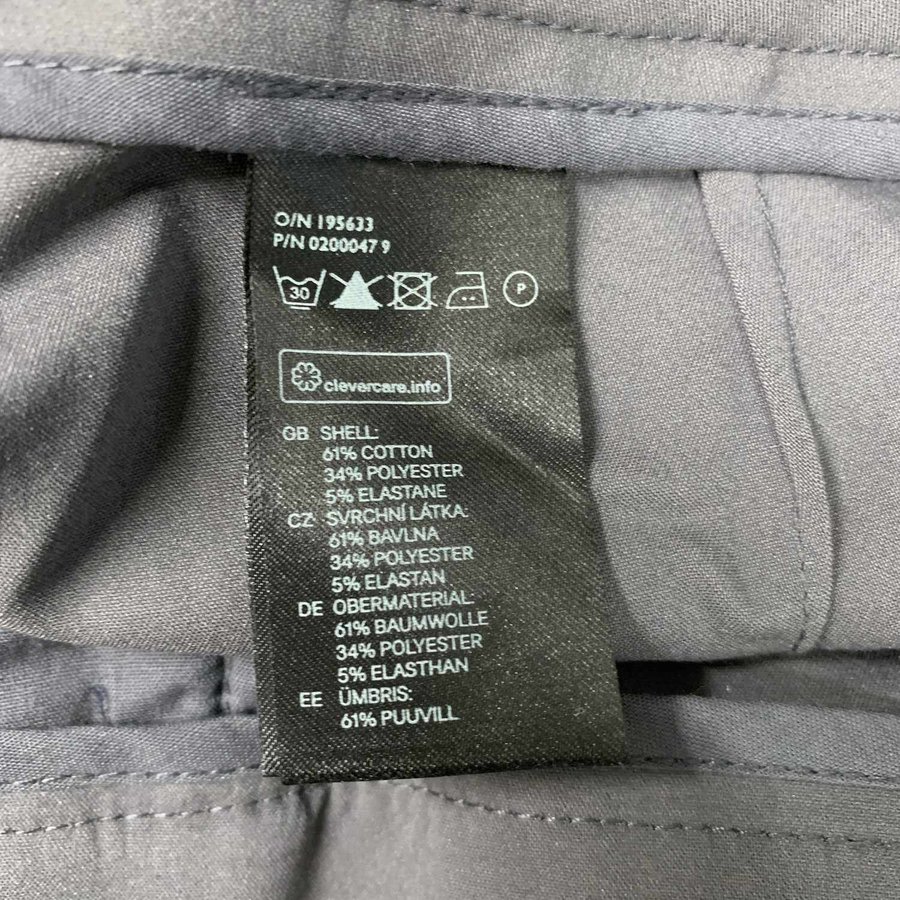 O/N 195633
P/N 0200047 9
30 P
clevercare.info
GB SHELL:
61% COTTON
34% POLYESTER
5% ELASTANE
CZ SVRCHNÍ LÁTKA:
61% BAVLNA
34% POLYESTER
5% ELASTAN
DE OBERMATERIAL
61% BAUMWOLLE
34% POLYESTER
5% ELASTHAN
EE ÜMBRIS:
61% PUUVILL